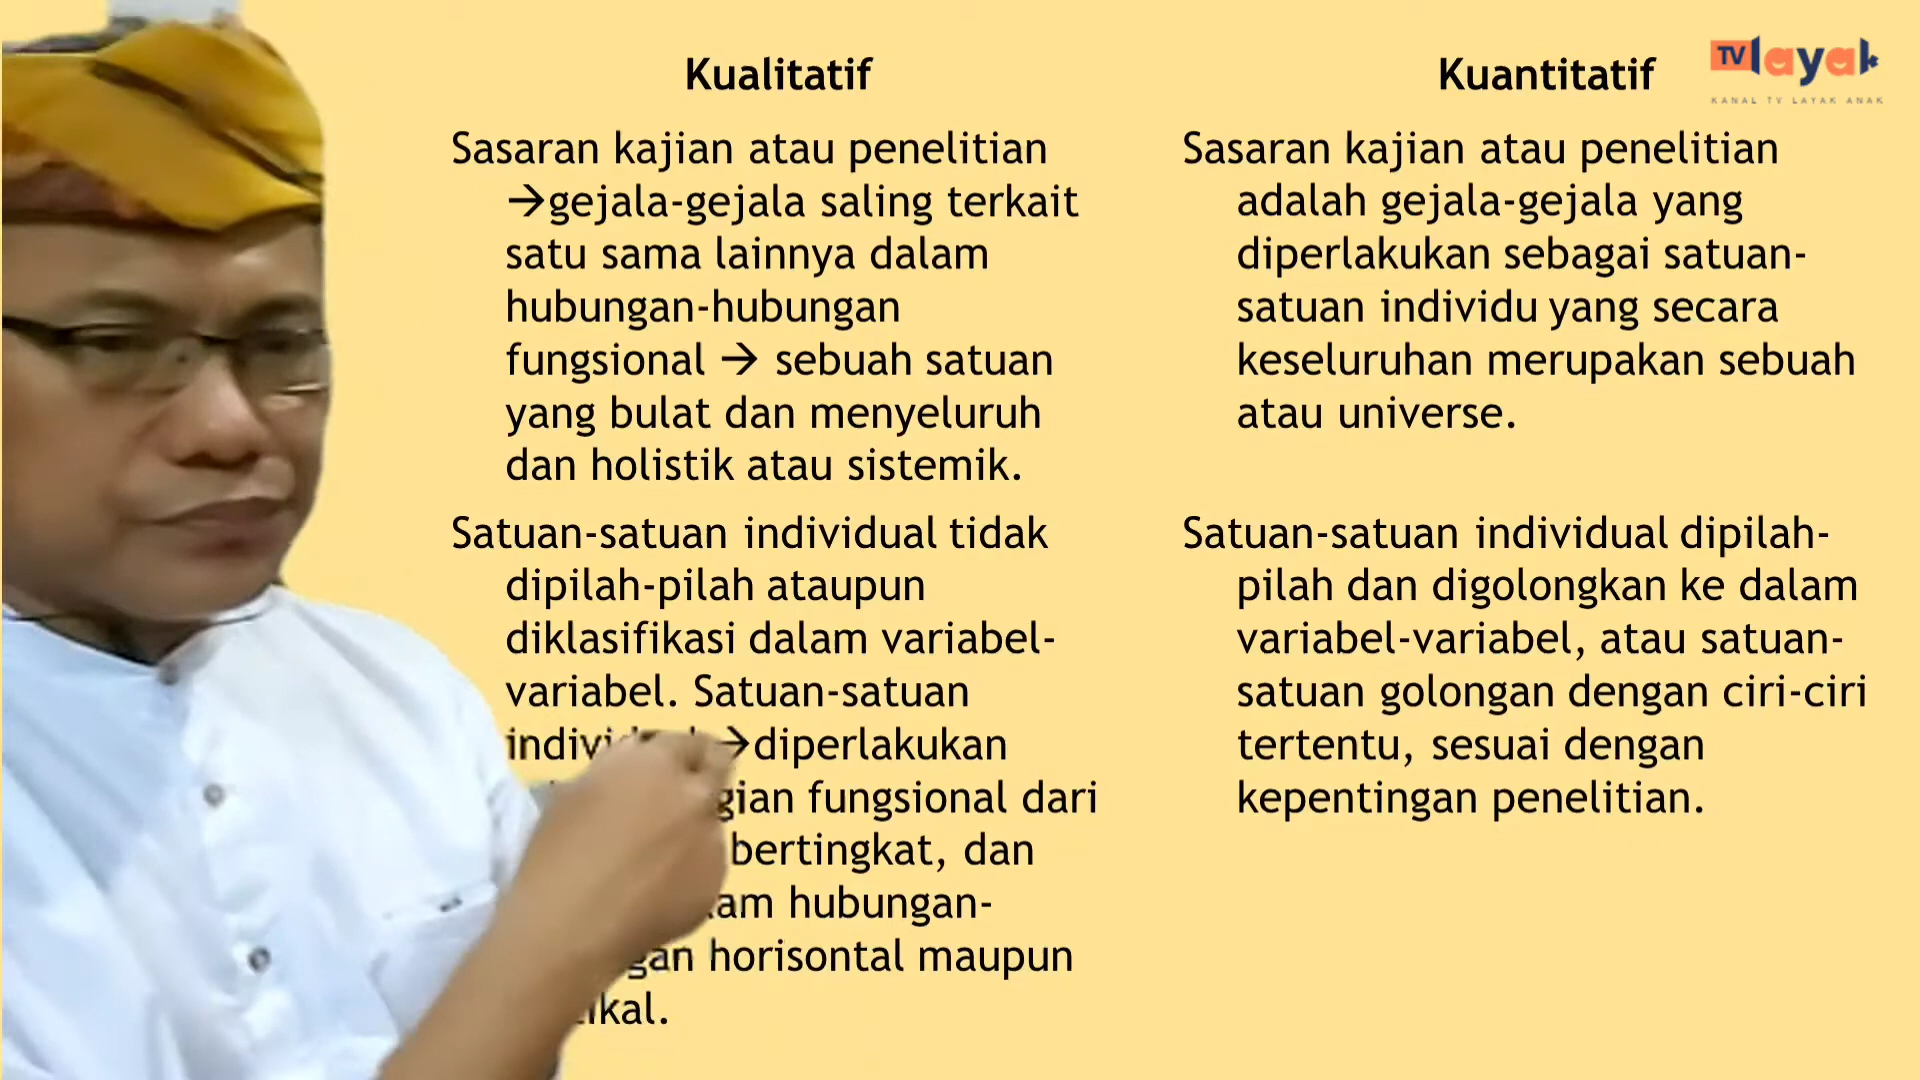 Kualitatif
Sasaran kajian atau penelitian
→gejala-gejala saling terkait
satu sama lainnya dalam
hubungan-hubungan
fungsional → sebuah satuan
yang bulat dan menyeluruh
dan holistik atau sistemik.
Satuan-satuan individual tidak
dipilah-pilah ataupun
diklasifikasi dalam variabel-
variabel. Satuan-satuan
→diperlakukan
fungsional dari
bertingkat, dan
hubungan-
horisontal maupun
Kuantitatif
Sasaran kajian atau penelitian
adalah gejala-gejala yang
diperlakukan sebagai satuan-
satuan individu yang secara
keseluruhan merupakan sebuah
atau universe.
Satuan-satuan individual dipilah-
pilah dan digolongkan ke dalam
variabel-variabel, atau satuan-
satuan golongan dengan ciri-ciri
tertentu, sesuai dengan
kepentingan penelitian.
TV layak
KANAL TV LAYAK ANAK